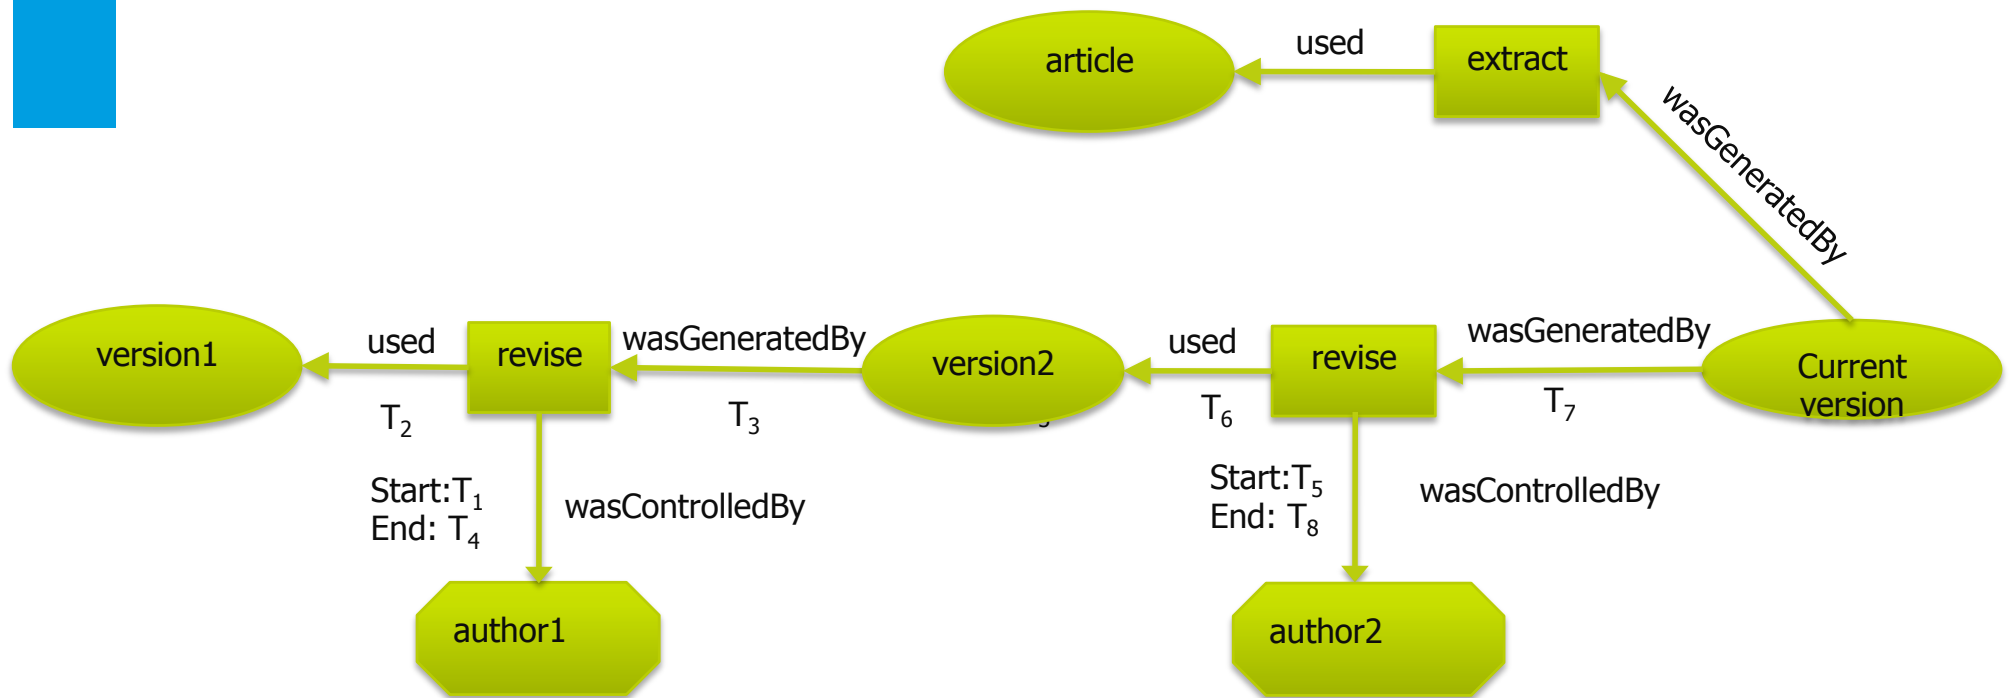 article
used
extract
wasGeneratedBy
version1
used
revise
wasGeneratedBy
version2
used
revise
wasGeneratedBy
Current
version
T2
T3
T6
T7
Start:T1
End: T4
wasControlledBy
Start:T5
End: T8
wasControlledBy
author1
author2